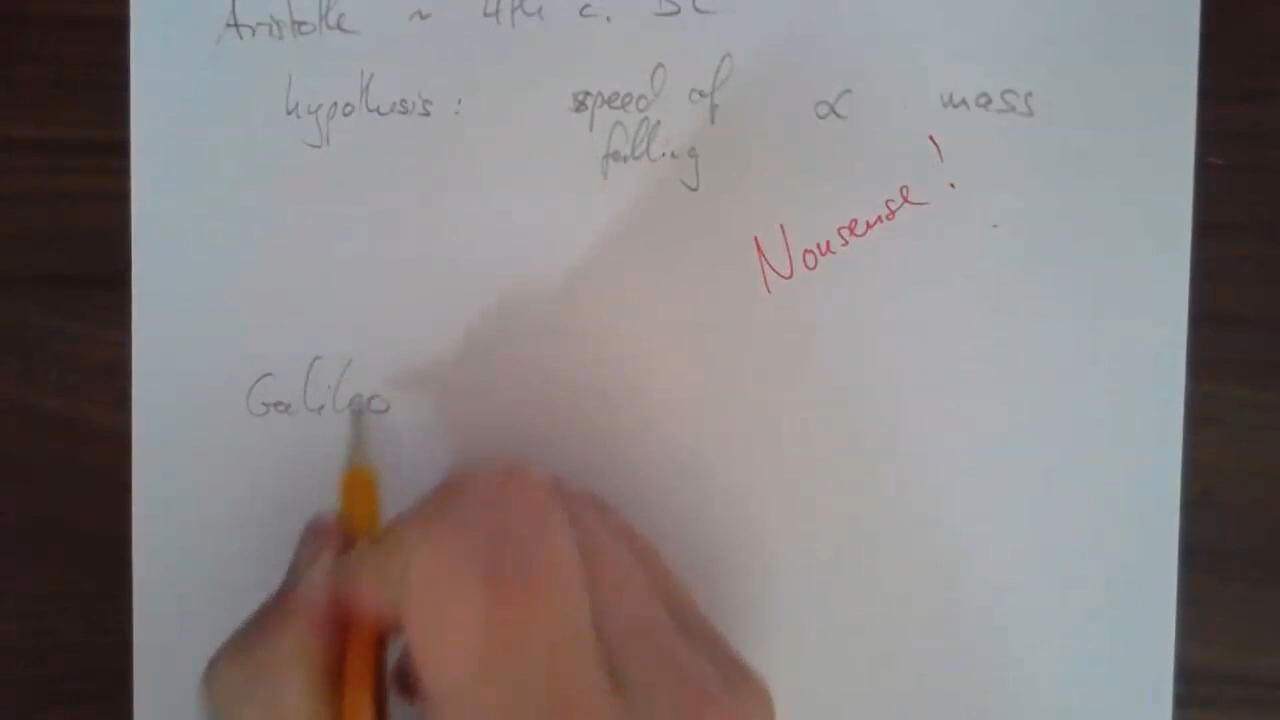 Aristotle ~ 4th c. BC
hypothesis: speed of falling ∝ mass
Nonsense!
Galileo